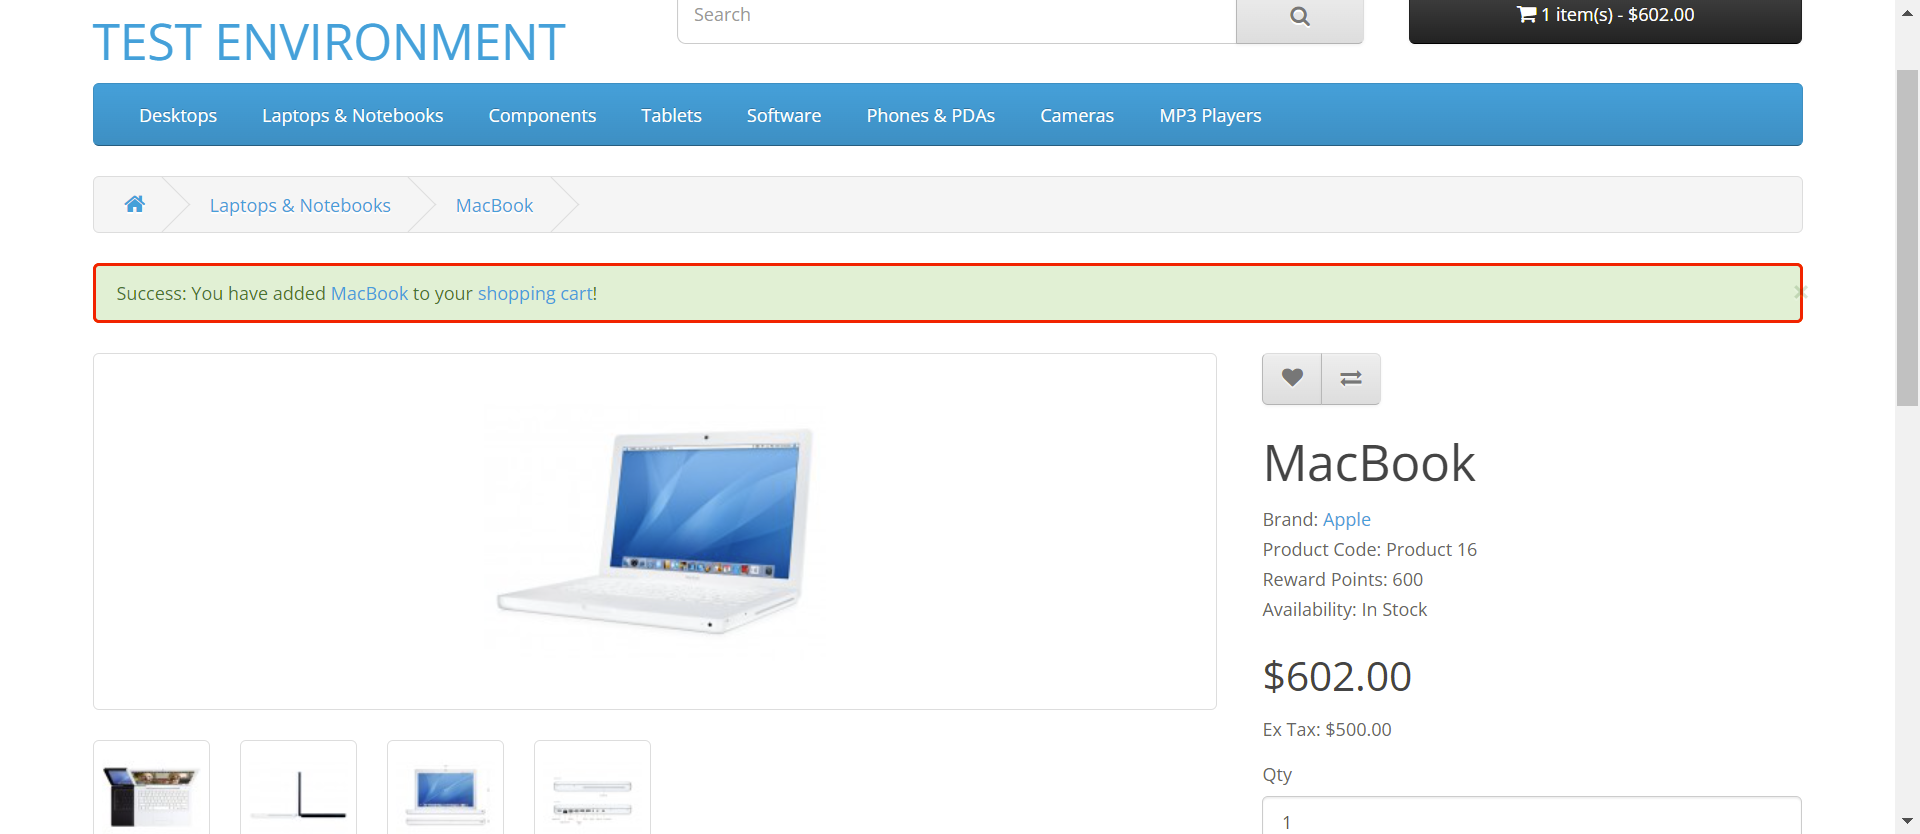 TEST ENVIRONMENT
Search
1 item(s) - $602.00
Desktops
Laptops & Notebooks
Components
Tablets
Software
Phones & PDAs
Cameras
MP3 Players
Laptops & Notebooks
MacBook
Success: You have added MacBook to your shopping cart!
×
MacBook
Brand: Apple
Product Code: Product 16
Reward Points: 600
Availability: In Stock
$602.00
Ex Tax: $500.00
Qty
1